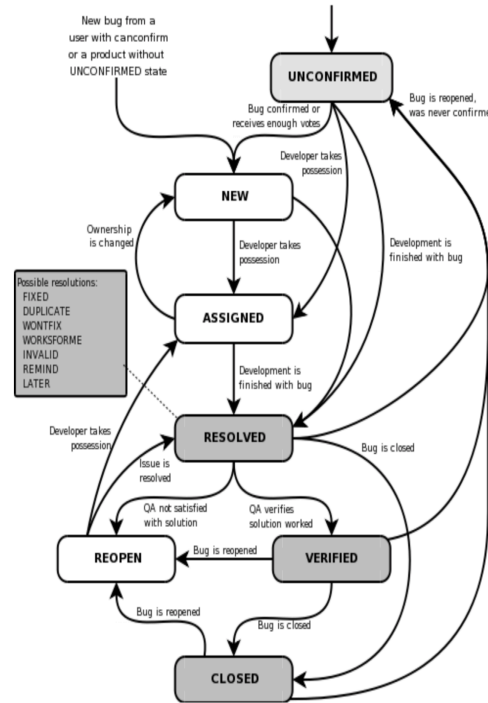 New bug from a
user with canconfirm
or a product without
UNCONFIRMED state
UNCONFIRMED
Bug is reopened,
was never confirme
Bug confirmed or
receives enough votes
Developer takes
possession
NEW
Ownership
is changed
Developer takes
possession
Development is
finished with bug
Possible resolutions:
FIXED
DUPLICATE
WONTFIX
WORKSFORME
INVALID
REMIND
LATER
ASSIGNED
Development is
finished with bug
Developer takes
possession
RESOLVED
Bug is closed
Issue is
resolved
QA not satisfied
with solution
QA verifies
solution worked
REOPEN
Bug is reopened
VERIFIED
Bug is reopened
Bug is closed
CLOSED